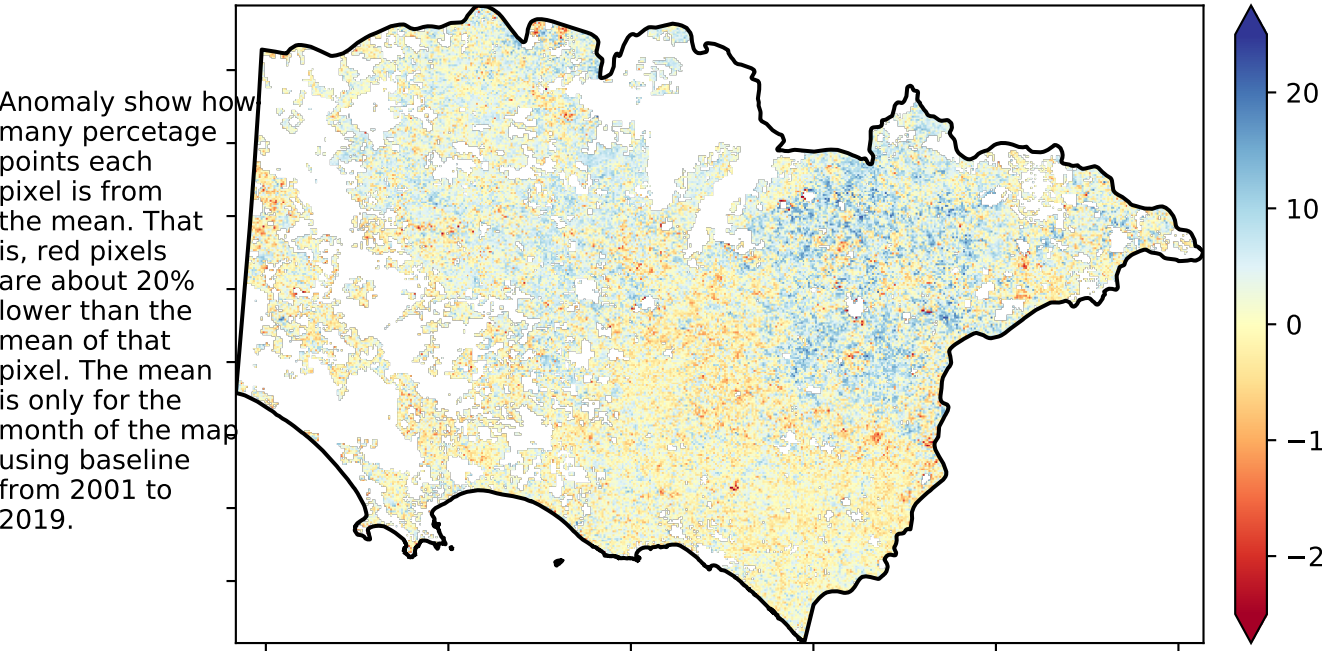 Anomaly show how
many percetage
points each
pixel is from
the mean. That
is, red pixels
are about 20%
lower than the
mean of that
pixel. The mean
is only for the
month of the map
using baseline
from 2001 to
2019.
20
10
0
−1
−2